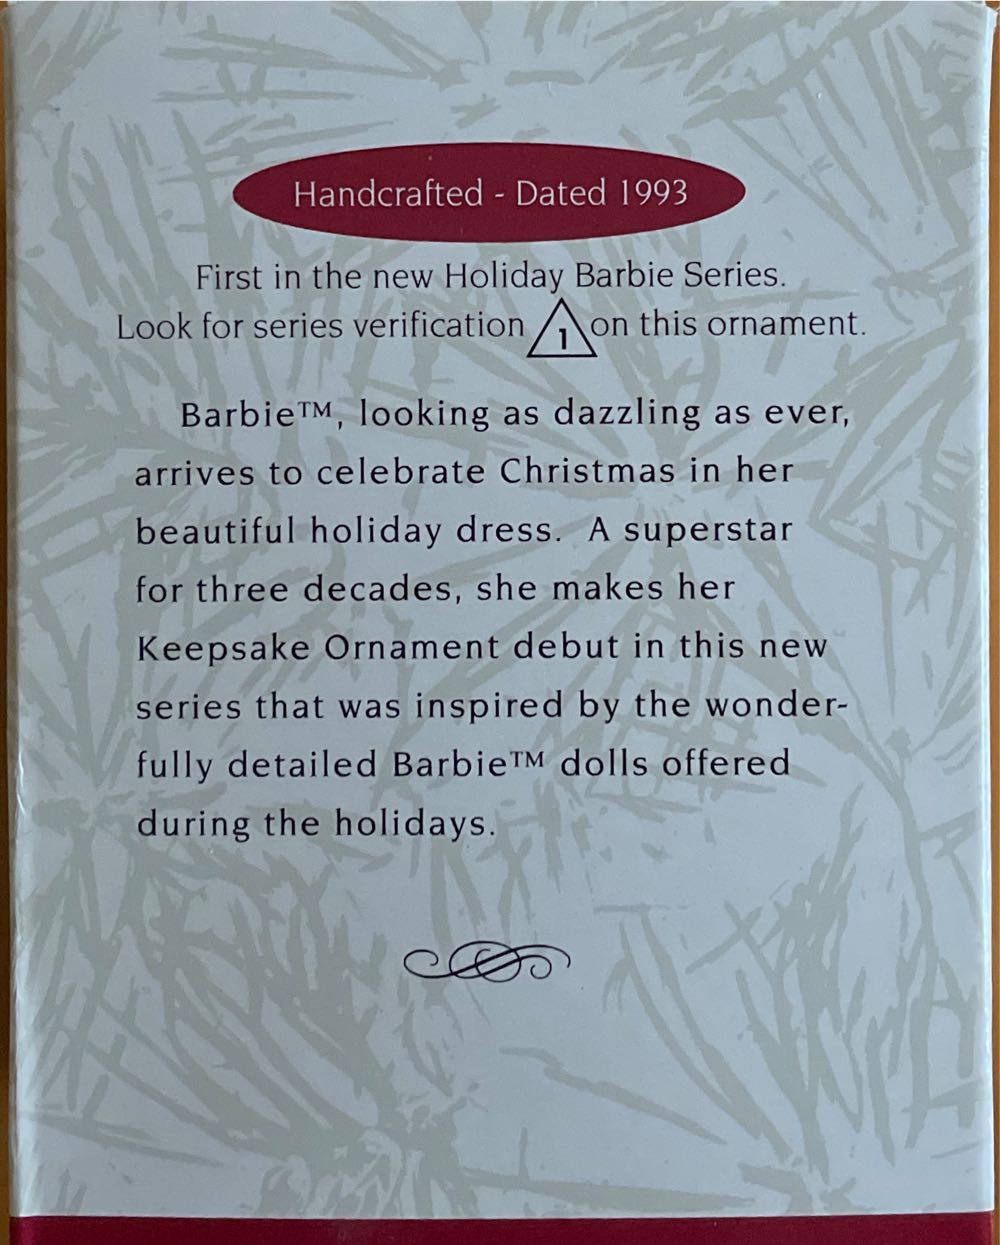 Handcrafted - Dated 1993
First in the new Holiday Barbie Series.
Look for series verification 1 on this ornament.
Barbie™, looking as dazzling as ever,
arrives to celebrate Christmas in her
beautiful holiday dress. A superstar
for three decades, she makes her
Keepsake Ornament debut in this new
series that was inspired by the wonder-
fully detailed Barbie™ dolls offered
during the holidays.